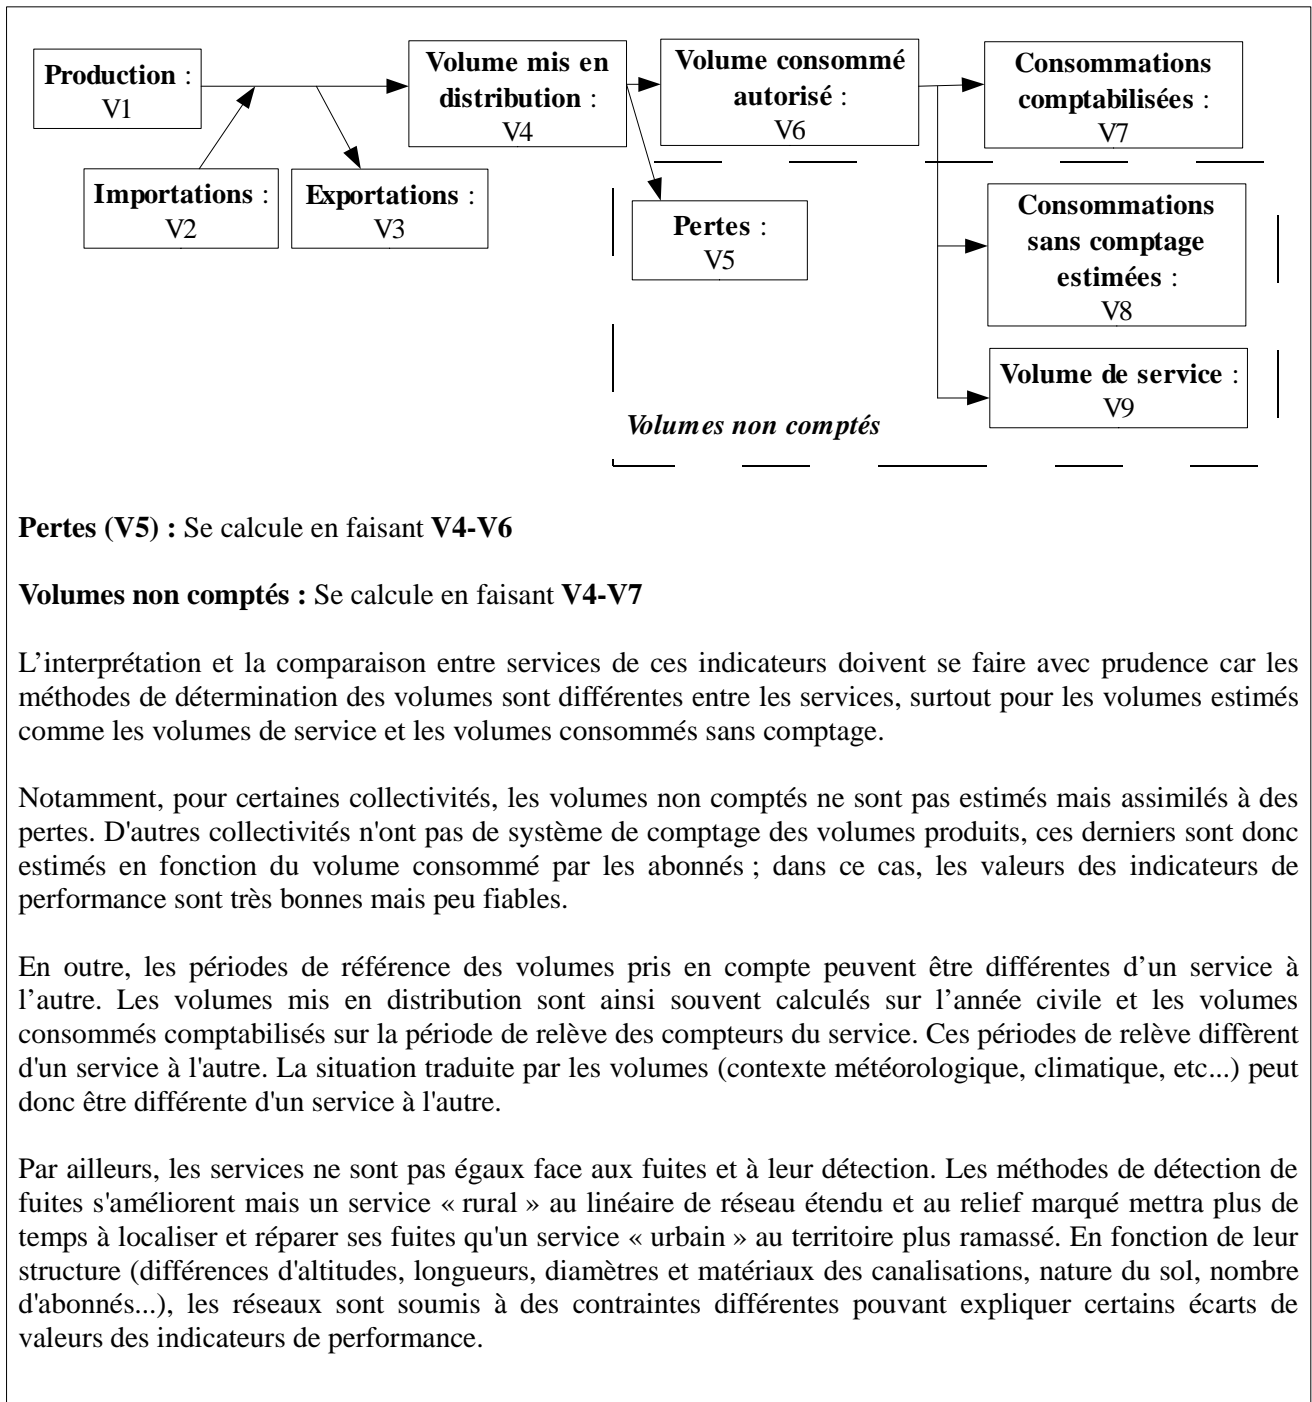 Production :
V1
Volume mis en
distribution :
V4
Volume consommé
autorisé :
V6
Consommations
comptabilisées :
V7
Importations :
V2
Exportations :
V3
Pertes :
V5
Consommations
sans comptage
estimées :
V8
Volume de service :
V9
Volumes non comptés
Pertes (V5) : Se calcule en faisant V4-V6
Volumes non comptés : Se calcule en faisant V4-V7
L'interprétation et la comparaison entre services de ces indicateurs doivent se faire avec prudence car les
méthodes de détermination des volumes sont différentes entre les services, surtout pour les volumes estimés
comme les volumes de service et les volumes consommés sans comptage.
Notamment, pour certaines collectivités, les volumes non comptés ne sont pas estimés mais assimilés à des
pertes. D'autres collectivités n'ont pas de système de comptage des volumes produits, ces derniers sont donc
estimés en fonction du volume consommé par les abonnés ; dans ce cas, les valeurs des indicateurs de
performance sont très bonnes mais peu fiables.
En outre, les périodes de référence des volumes pris en compte peuvent être différentes d'un service à
l'autre. Les volumes mis en distribution sont ainsi souvent calculés sur l'année civile et les volumes
consommés comptabilisés sur la période de relève des compteurs du service. Ces périodes de relève diffèrent
d'un service à l'autre. La situation traduite par les volumes (contexte météorologique, climatique, etc...) peut
donc être différente d'un service à l'autre.
Par ailleurs, les services ne sont pas égaux face aux fuites et à leur détection. Les méthodes de détection de
fuites s'améliorent mais un service « rural » au linéaire de réseau étendu et au relief marqué mettra plus de
temps à localiser et réparer ses fuites qu'un service « urbain » au territoire plus ramassé. En fonction de leur
structure (différences d'altitudes, longueurs, diamètres et matériaux des canalisations, nature du sol, nombre
d'abonnés...), les réseaux sont soumis à des contraintes différentes pouvant expliquer certains écarts de
valeurs des indicateurs de performance.